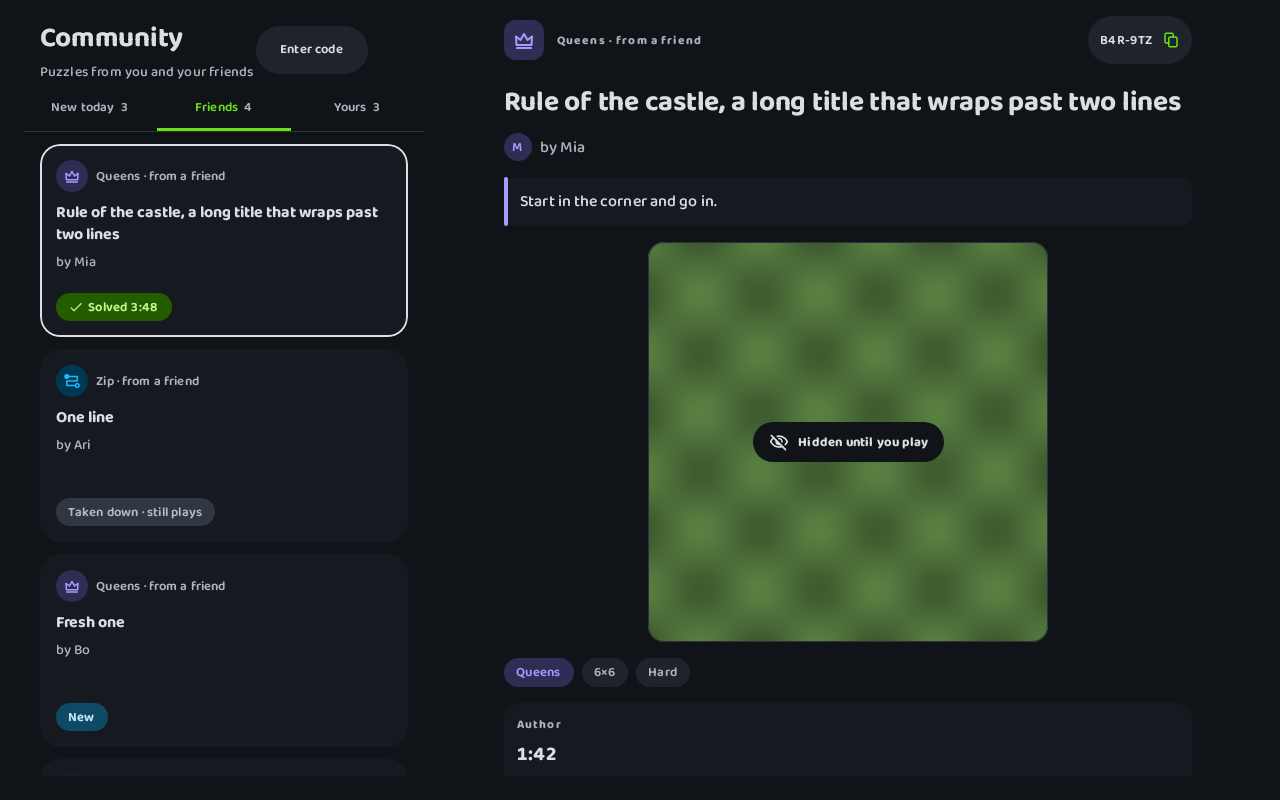 Community
Enter code
Puzzles from you and your friends
New today 3
Friends 4
Yours 3
Queens · from a friend
Rule of the castle, a long title that wraps past
two lines
by Mia
Solved 3:48
Zip · from a friend
One line
by Ari
Taken down · still plays
Queens · from a friend
Fresh one
by Bo
New
Queens · from a friend
B4R-9TZ
Rule of the castle, a long title that wraps past two lines
M
by Mia
Start in the corner and go in.
Hidden until you play
Queens
6×6
Hard
Author
1:42